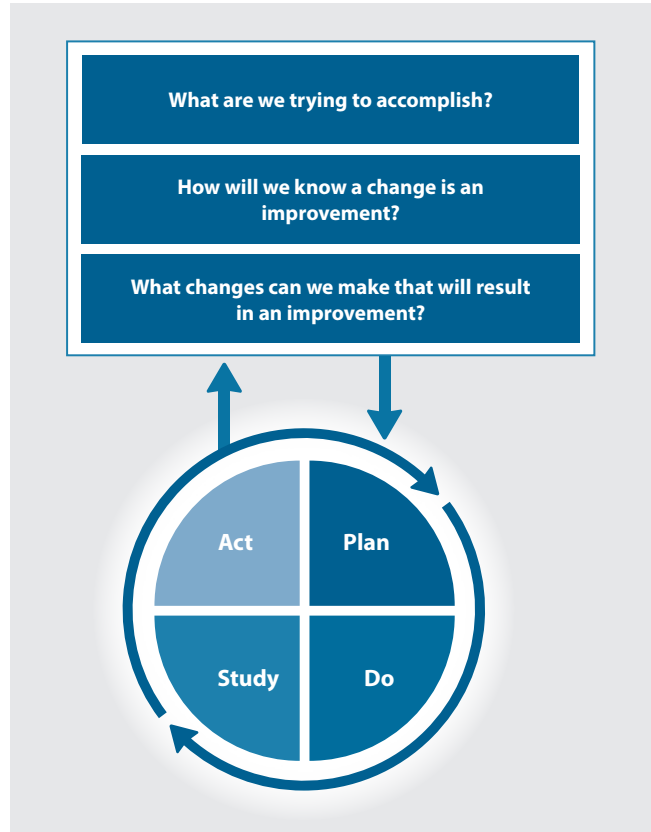 What are we trying to accomplish?
How will we know a change is an
improvement?
What changes can we make that will result
in an improvement?
Act
Plan
Study
Do